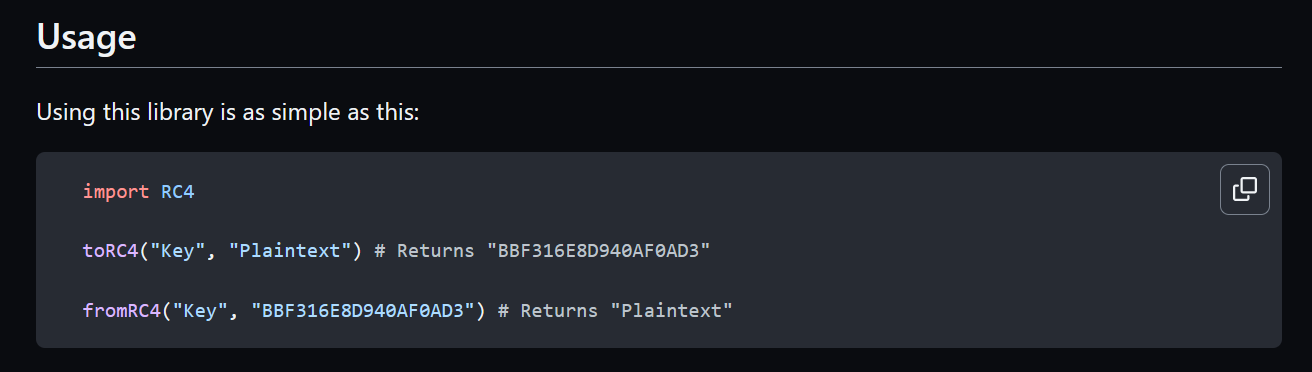 Usage
Using this library is as simple as this:
import RC4
toRC4("Key", "Plaintext") # Returns "BBF316E8D940AF0AD3"
fromRC4("Key", "BBF316E8D940AF0AD3") # Returns "Plaintext"